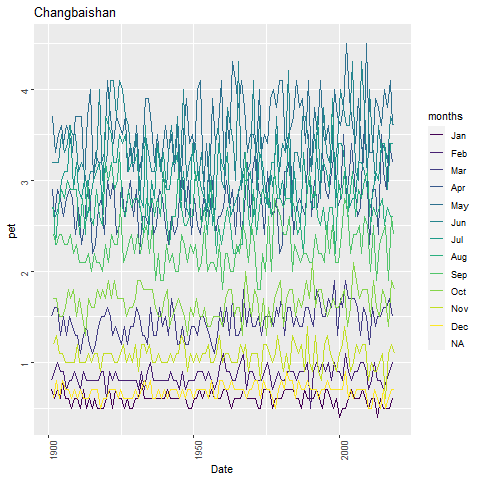 Changbaishan
pet
4
3
2
1
1900
1950
2000
Date
months
Jan
Feb
Mar
Apr
May
Jun
Jul
Aug
Sep
Oct
Nov
Dec
NA